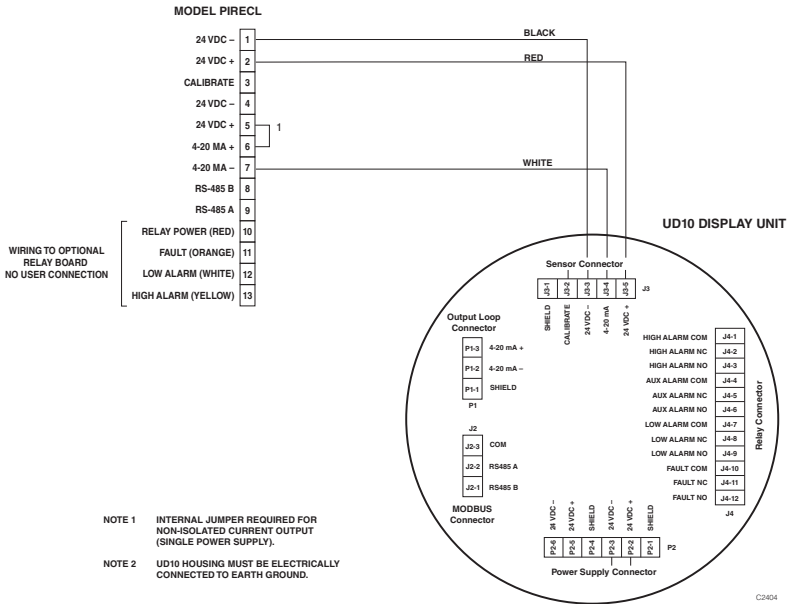 MODEL PIRECL
24 VDC – 1
24 VDC + 2
CALIBRATE 3
24 VDC – 4
24 VDC + 5
4-20 MA + 6
4-20 MA – 7
RS-485 B 8
RS-485 A 9
RELAY POWER (RED) 10
FAULT (ORANGE) 11
LOW ALARM (WHITE) 12
HIGH ALARM (YELLOW) 13
1
BLACK
RED
WHITE
WIRING TO OPTIONAL
RELAY BOARD
NO USER CONNECTION
UD10 DISPLAY UNIT
Sensor Connector
J3-1 J3-2 J3-3 J3-4 J3-5 J3
SHIELD
CALIBRATE
24 VDC –
4-20 mA
24 VDC +
Output Loop
Connector
P1-3 4-20 mA +
P1-2 4-20 mA –
P1-1 SHIELD
P1
J2
J2-3 COM
J2-2 RS485 A
J2-1 RS485 B
MODBUS
Connector
HIGH ALARM COM J4-1
HIGH ALARM NC J4-2
HIGH ALARM NO J4-3
AUX ALARM COM J4-4
AUX ALARM NC J4-5
AUX ALARM NO J4-6
LOW ALARM COM J4-7
LOW ALARM NC J4-8
LOW ALARM NO J4-9
FAULT COM J4-10
FAULT NC J4-11
FAULT NO J4-12
J4
Relay Connector
24 VDC –
24 VDC +
SHIELD
24 VDC –
24 VDC +
SHIELD
P2-6 P2-5 P2-4 P2-3 P2-2 P2-1 P2
Power Supply Connector
NOTE 1 INTERNAL JUMPER REQUIRED FOR
NON-ISOLATED CURRENT OUTPUT
(SINGLE POWER SUPPLY).
NOTE 2 UD10 HOUSING MUST BE ELECTRICALLY
CONNECTED TO EARTH GROUND.
C2404